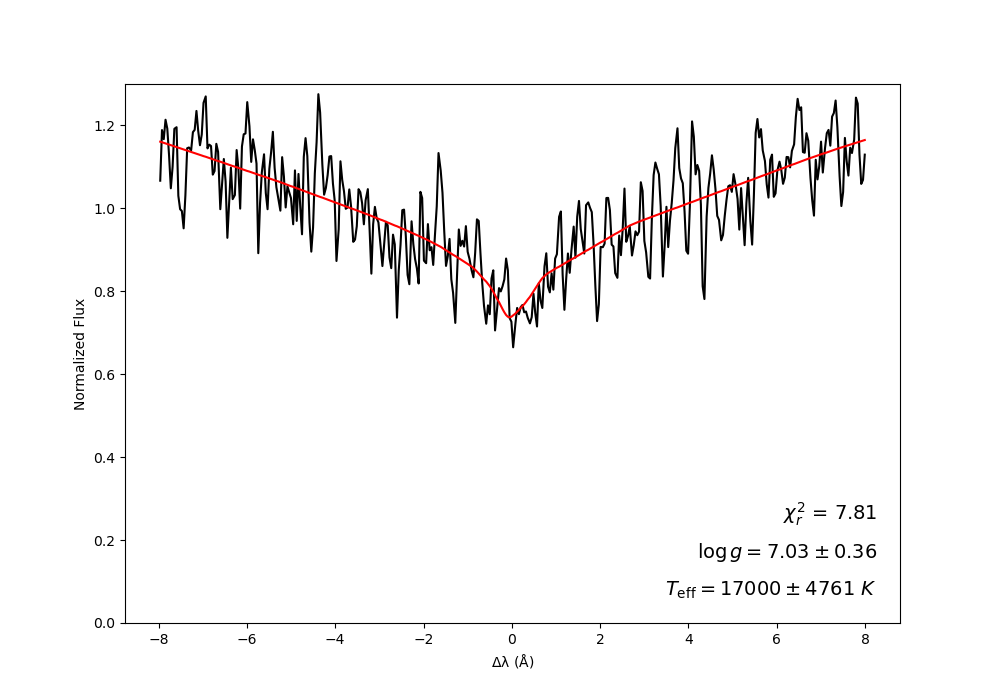 Normalized Flux
1.2
1.0
0.8
0.6
0.4
0.2
0.0
χ²ᵣ = 7.81
log g = 7.03 ± 0.36
T_eff = 17000 ± 4761 K
−8 −6 −4 −2 0 2 4 6 8
Δλ (Å)